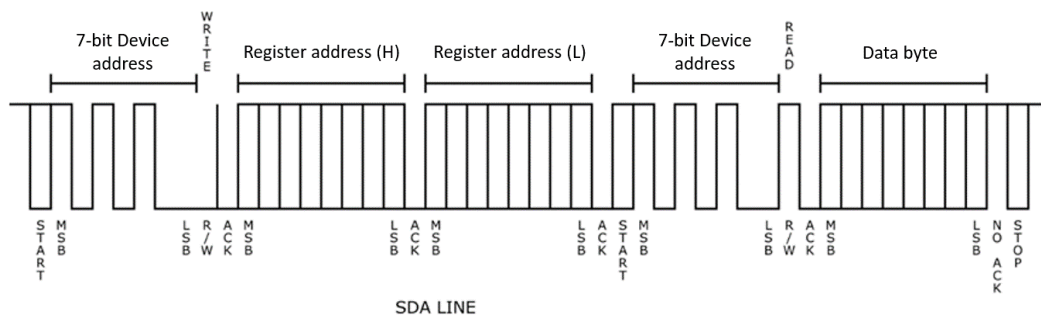 WRITE
READ
7-bit Device
address
Register address (H)
Register address (L)
7-bit Device
address
Data byte
START
MSB
LSB
R/W
ACK
MSB
LSB
ACK
MSB
LSB
ACK
START
MSB
LSB
R/W
ACK
MSB
LSB
NO ACK
STOP
SDA LINE